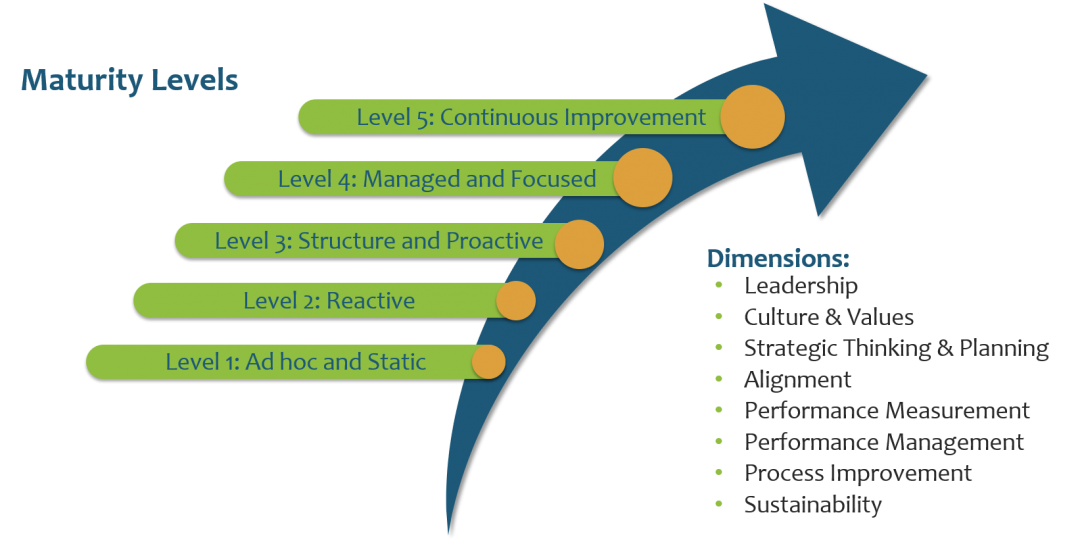 Maturity Levels
Level 5: Continuous Improvement
Level 4: Managed and Focused
Level 3: Structure and Proactive
Level 2: Reactive
Level 1: Ad hoc and Static
Dimensions:
• Leadership
• Culture & Values
• Strategic Thinking & Planning
• Alignment
• Performance Measurement
• Performance Management
• Process Improvement
• Sustainability